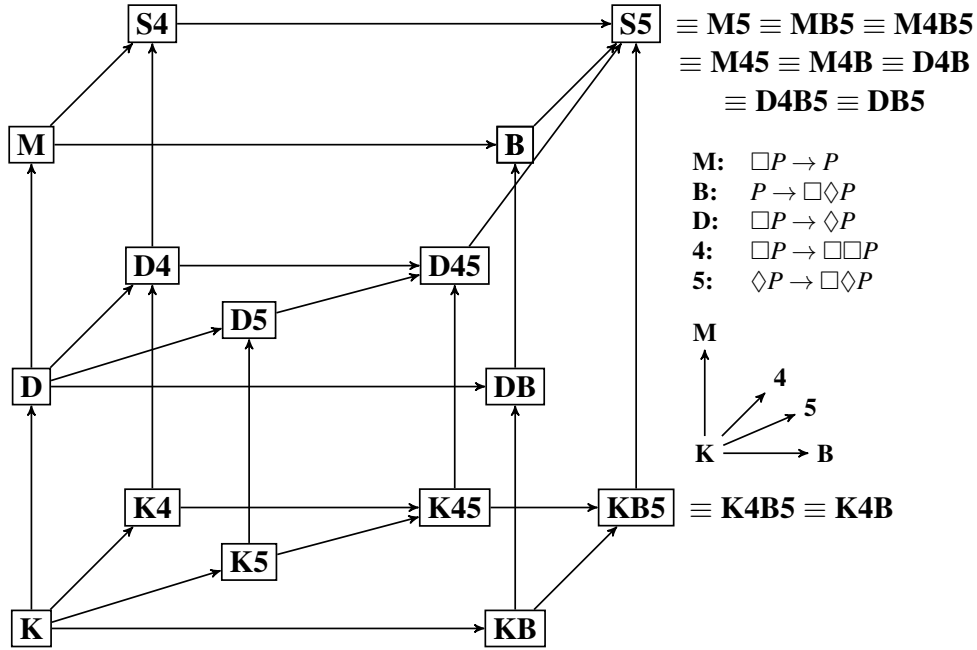 S4 S5 ≡ M5 ≡ MB5 ≡ M4B5
≡ M45 ≡ M4B ≡ D4B
≡ D4B5 ≡ DB5
M B
M: □P → P
B: P → □◊P
D: □P → ◊P
4: □P → □□P
5: ◊P → □◊P
D4 D45
D5
D DB
M
4
5
K B
K4 K45 KB5 ≡ K4B5 ≡ K4B
K5
K KB